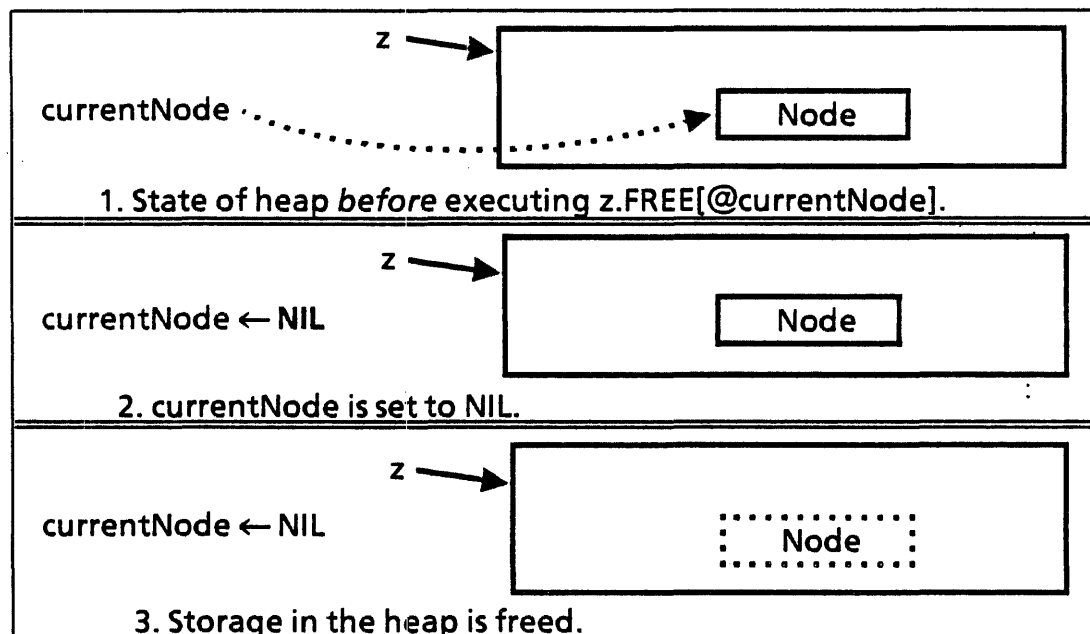 z
currentNode
Node
1. State of heap before executing z.FREE[@currentNode].
z
currentNode ← NIL
Node
2. currentNode is set to NIL.
z
currentNode ← NIL
Node
3. Storage in the heap is freed.